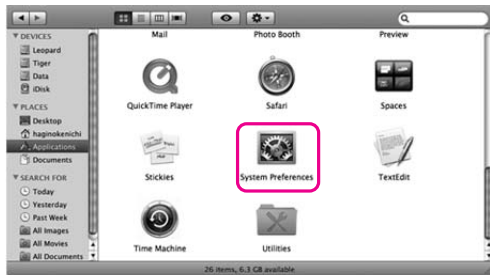 ▼ DEVICES
Leopard
Tiger
Data
iDisk
▼ PLACES
Desktop
haginokenichi
Applications
Documents
▼ SEARCH FOR
Today
Yesterday
Past Week
All Images
All Movies
All Documents
Mail Photo Booth Preview
QuickTime Player Safari Spaces
Stickies System Preferences TextEdit
Time Machine Utilities
26 items, 6.3 GB available